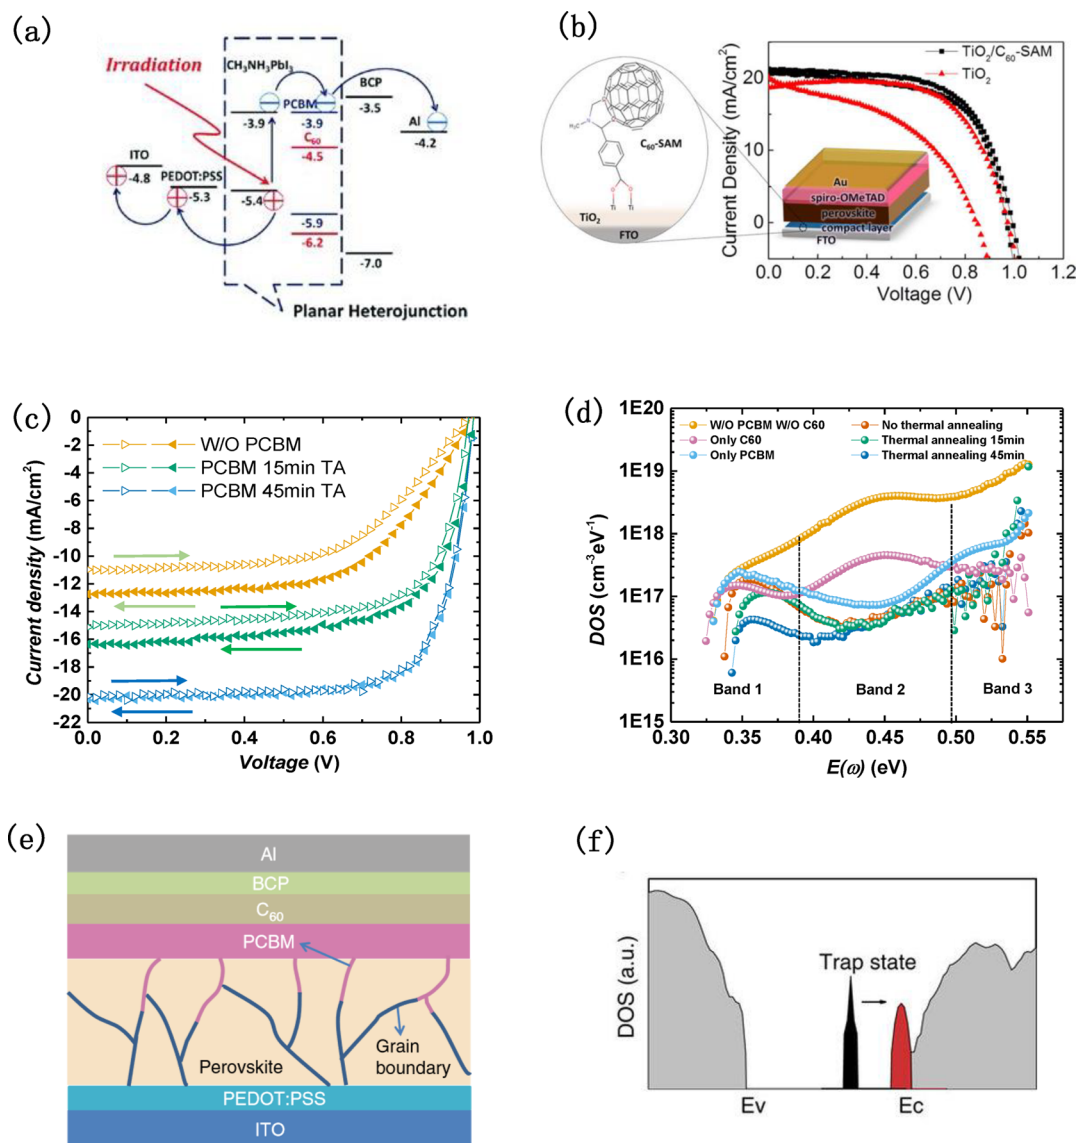 (a)
Irradiation
CH₃NH₃PbI₃
BCP
PCBM
-3.5
-3.9
-3.9
Al
-4.2
C₆₀
-4.5
ITO
-4.8
PEDOT:PSS
-5.3
-5.4
-5.9
-6.2
-7.0
Planar Heterojunction
(b)
TiO₂/C₆₀-SAM
TiO₂
H₃C
N
O
O
C₆₀-SAM
Ti
Ti
TiO₂
FTO
Au
spiro-OMeTAD
perovskite
compact layer
FTO
Current Density (mA/cm²)
20
15
10
5
0
0.0 0.2 0.4 0.6 0.8 1.0 1.2
Voltage (V)
(c)
W/O PCBM
PCBM 15min TA
PCBM 45min TA
Current density (mA/cm²)
0
-2
-4
-6
-8
-10
-12
-14
-16
-18
-20
-22
0.0 0.2 0.4 0.6 0.8 1.0
Voltage (V)
(d)
W/O PCBM W/O C60
Only C60
Only PCBM
No thermal annealing
Thermal annealing 15min
Thermal annealing 45min
DOS (cm⁻³eV⁻¹)
1E20
1E19
1E18
1E17
1E16
1E15
Band 1
Band 2
Band 3
0.30 0.35 0.40 0.45 0.50 0.55
E(ω) (eV)
(e)
Al
BCP
C₆₀
PCBM
Perovskite
Grain
boundary
PEDOT:PSS
ITO
(f)
DOS (a.u.)
Trap state
Ev
Ec